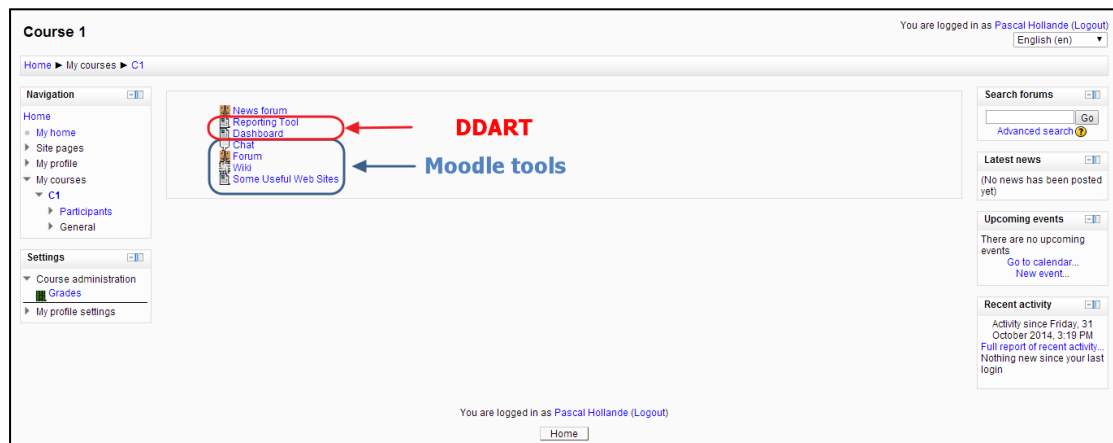 Course 1
You are logged in as Pascal Hollande (Logout)
English (en)
Home ► My courses ► C1
Navigation
Home
My home
Site pages
My profile
My courses
C1
Participants
General
Settings
Course administration
Grades
My profile settings
News forum
Reporting Tool
Dashboard
Chat
Forum
Wiki
Some Useful Web Sites
DDART
Moodle tools
Search forums
Go
Advanced search ?
Latest news
(No news has been posted
yet)
Upcoming events
There are no upcoming
events
Go to calendar...
New event...
Recent activity
Activity since Friday, 31
October 2014, 3:19 PM
Full report of recent activity...
Nothing new since your last
login
You are logged in as Pascal Hollande (Logout)
Home